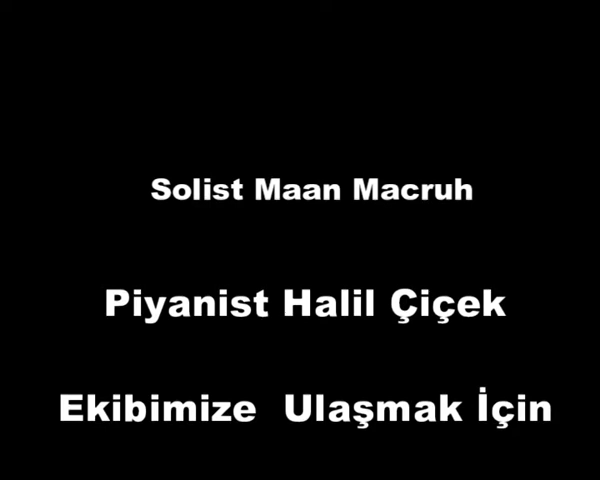 Solist Maan Macruh
Piyanist Halil Çiçek
Ekibimize Ulaşmak İçin